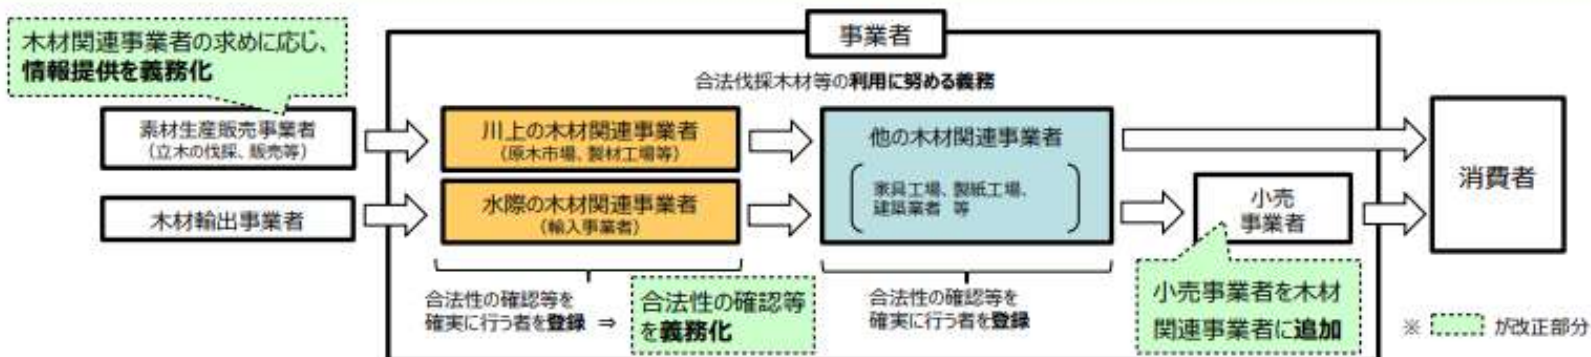 木材関連事業者の求めに応じ、
情報提供を義務化
事業者
合法伐採木材等の利用に努める義務
素材生産販売事業者
(立木の伐採、販売等)
川上の木材関連事業者
(原木市場、製材工場等)
他の木材関連事業者
家具工場、製紙工場、
建築業者 等
消費者
木材輸出事業者
水際の木材関連事業者
(輸入事業者)
小売
事業者
合法性の確認等を
確実に行う者を登録 ⇒
合法性の確認等
を義務化
合法性の確認等を
確実に行う者を登録
小売事業者を木材
関連事業者に追加
※ が改正部分